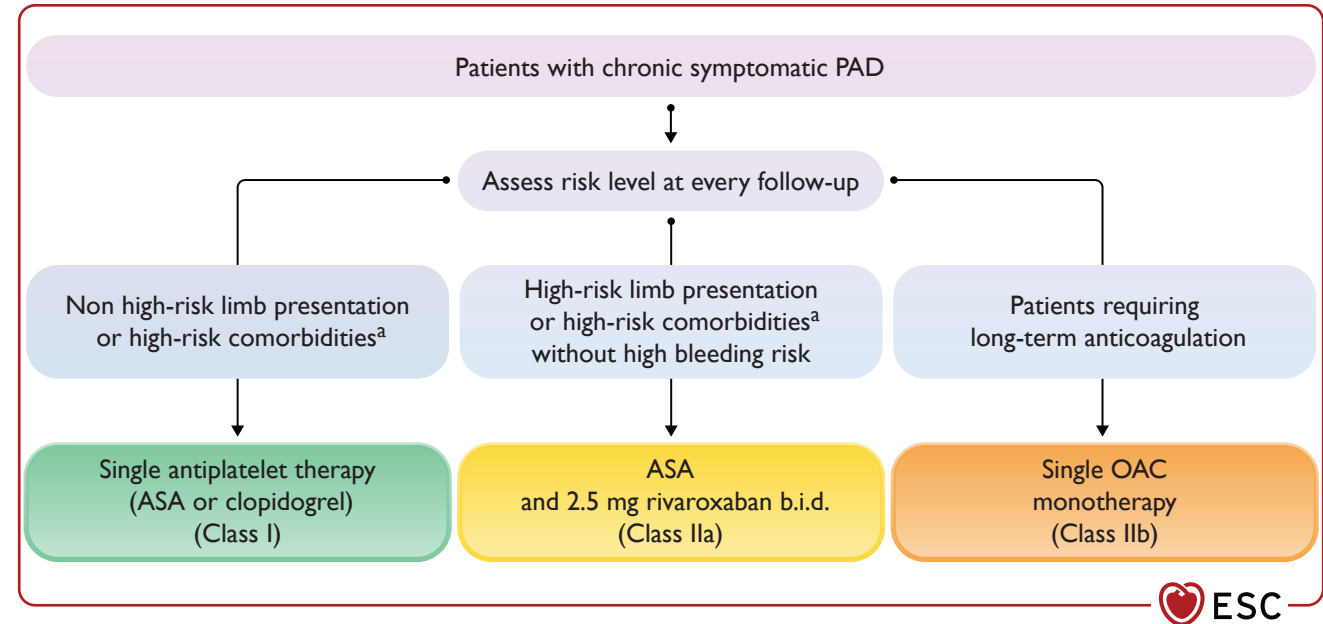 Patients with chronic symptomatic PAD
Assess risk level at every follow-up
Non high-risk limb presentation
or high-risk comorbiditiesª
High-risk limb presentation
or high-risk comorbiditiesª
without high bleeding risk
Patients requiring
long-term anticoagulation
Single antiplatelet therapy
(ASA or clopidogrel)
(Class I)
ASA
and 2.5 mg rivaroxaban b.i.d.
(Class IIa)
Single OAC
monotherapy
(Class IIb)
ESC